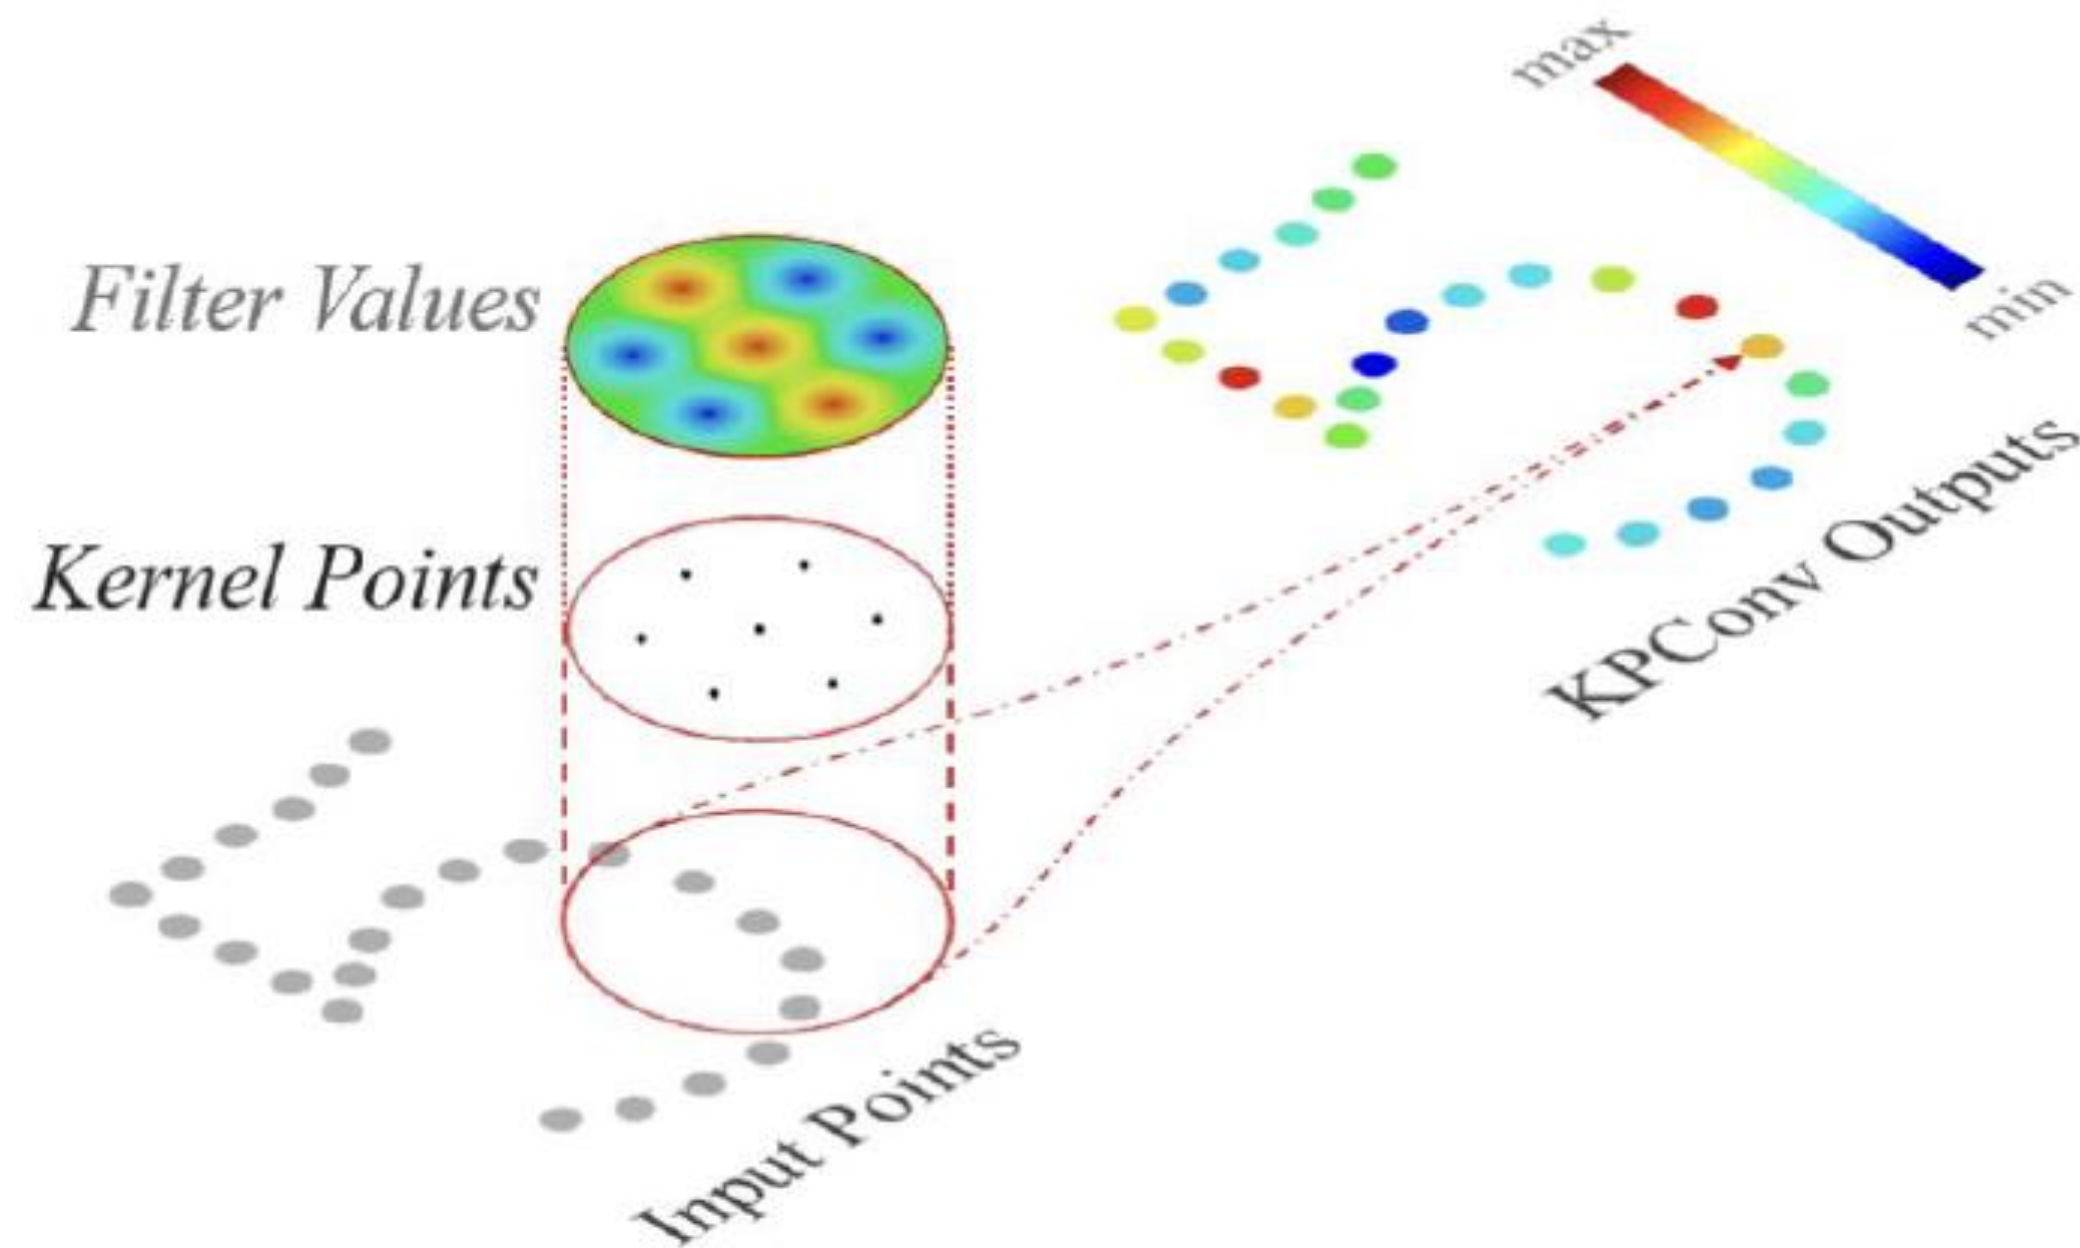 max
min
Filter Values
Kernel Points
KPConv Outputs
Input Points